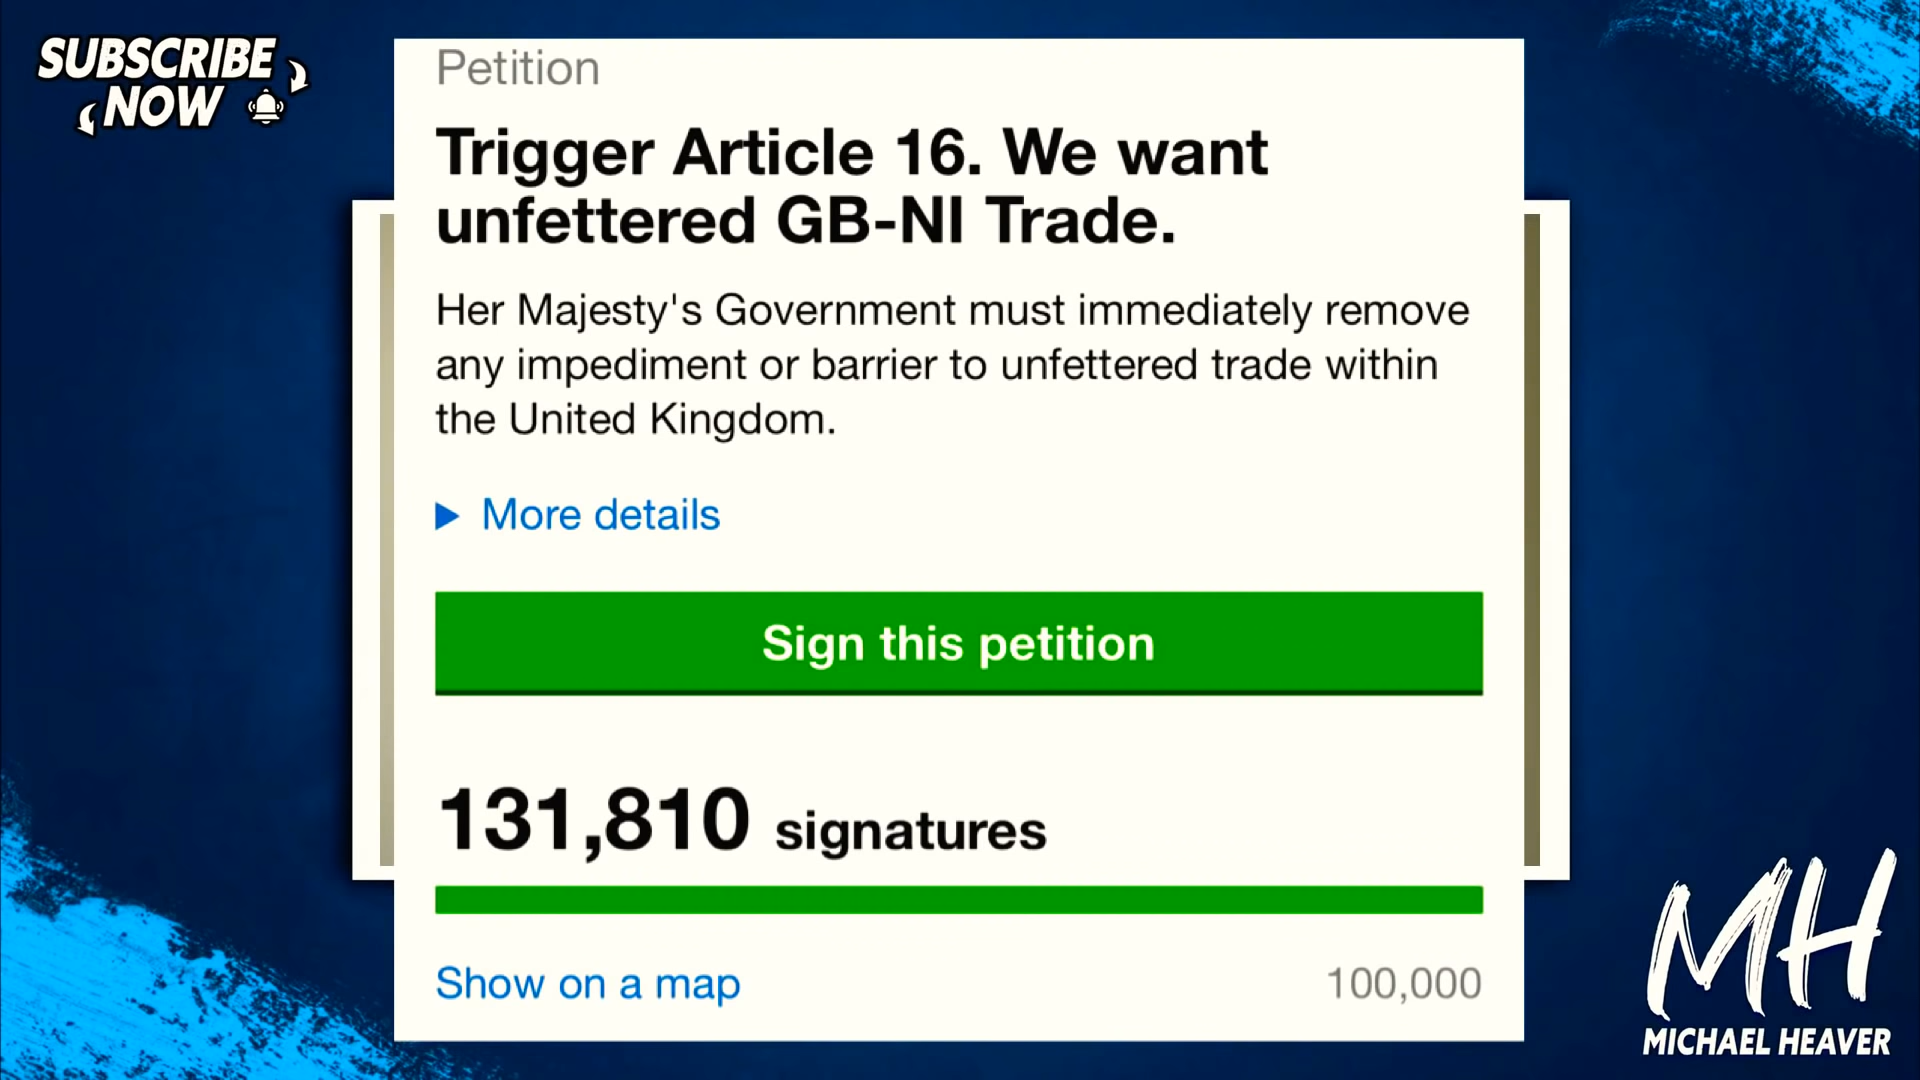 SUBSCRIBE
NOW
Petition
Trigger Article 16. We want
unfettered GB-NI Trade.
Her Majesty's Government must immediately remove
any impediment or barrier to unfettered trade within
the United Kingdom.
More details
Sign this petition
131,810 signatures
Show on a map 100,000
MH
MICHAEL HEAVER